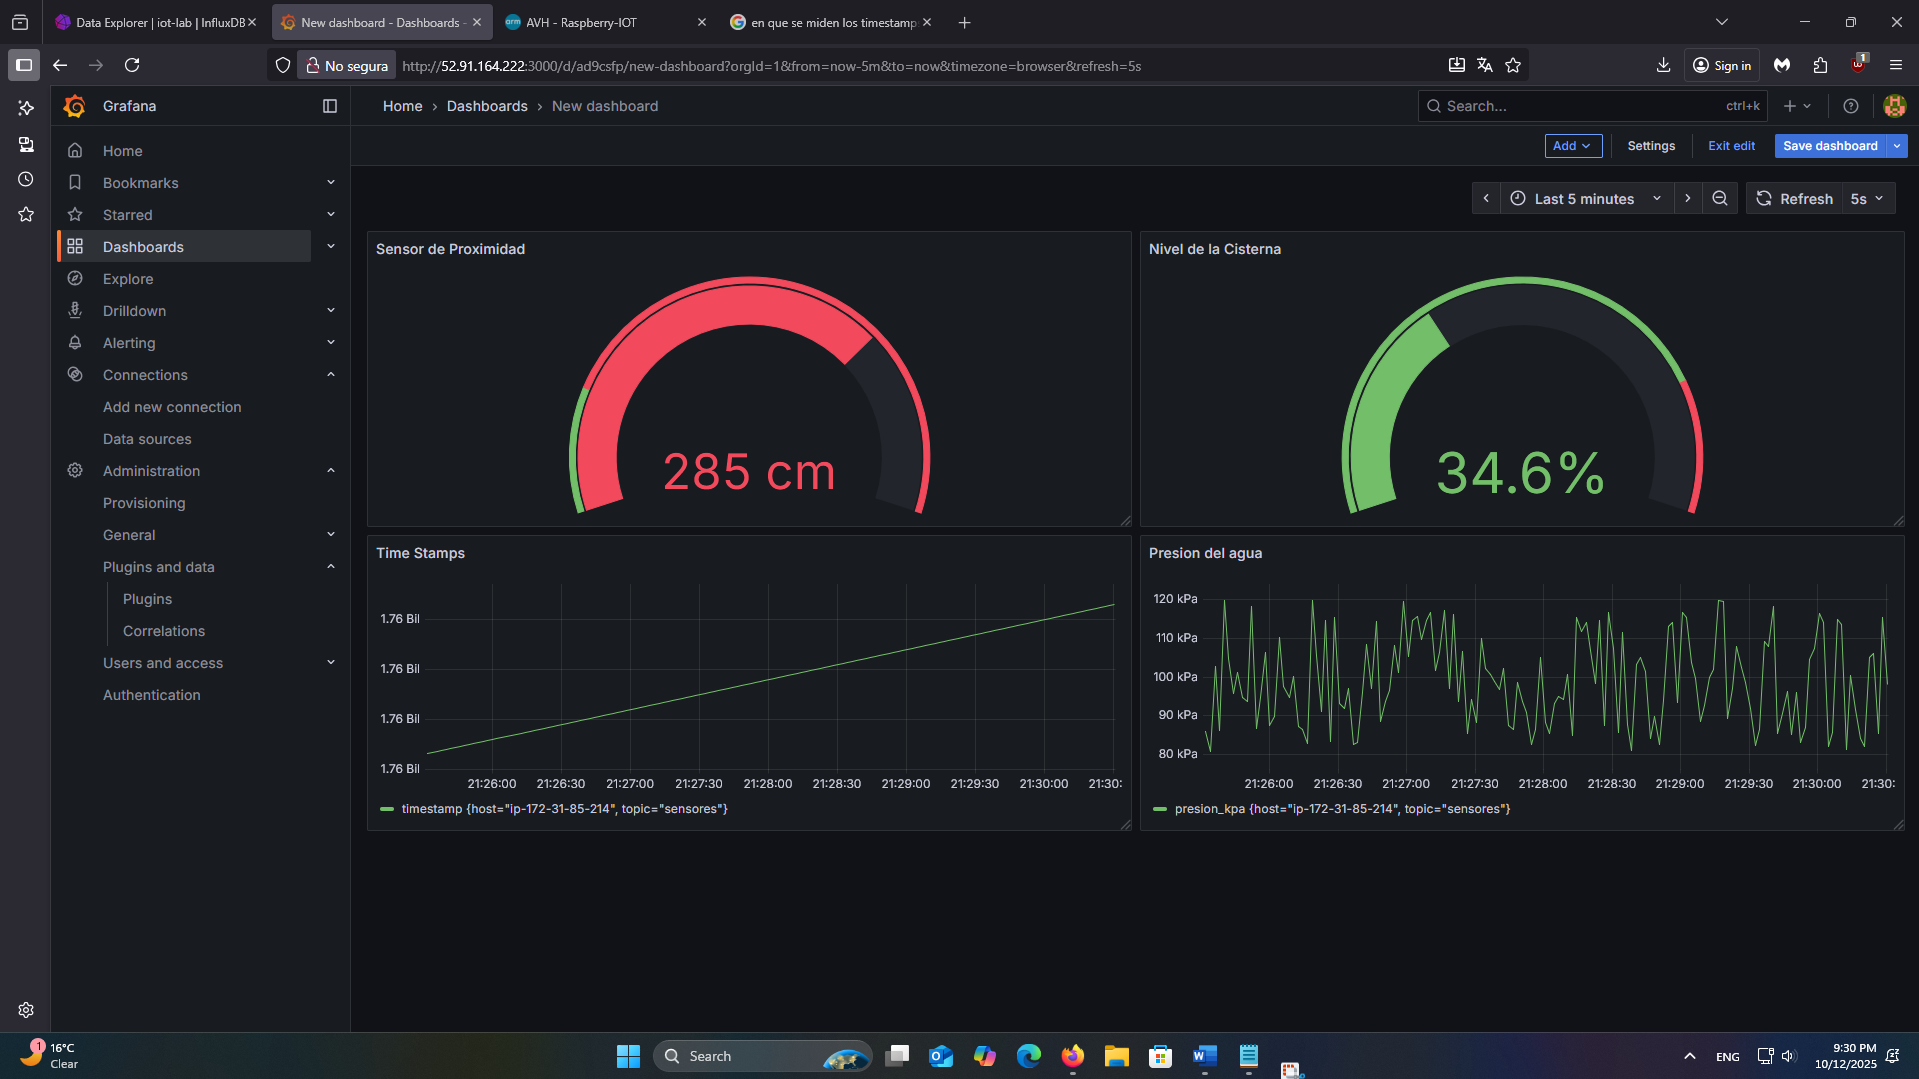 Data Explorer | iot-lab | InfluxDB
New dashboard - Dashboards -
arm AVH - Raspberry-IOT
G en que se miden los timestamp
No segura
http://52.91.164.222:3000/d/ad9csfp/new-dashboard?orgId=1&from=now-5m&to=now&timezone=browser&refresh=5s
Sign in
1
Grafana
Home › Dashboards › New dashboard
Search... ctrl+k
Add
Settings
Exit edit
Save dashboard
Home
Bookmarks
Starred
Dashboards
Explore
Drilldown
Alerting
Connections
Add new connection
Data sources
Administration
Provisioning
General
Plugins and data
Plugins
Correlations
Users and access
Authentication
Last 5 minutes
Refresh 5s
Sensor de Proximidad
285 cm
Nivel de la Cisterna
34.6%
Time Stamps
1.76 Bil
1.76 Bil
1.76 Bil
1.76 Bil
21:26:00 21:26:30 21:27:00 21:27:30 21:28:00 21:28:30 21:29:00 21:29:30 21:30:00 21:30:
timestamp {host="ip-172-31-85-214", topic="sensores"}
Presion del agua
120 kPa
110 kPa
100 kPa
90 kPa
80 kPa
21:26:00 21:26:30 21:27:00 21:27:30 21:28:00 21:28:30 21:29:00 21:29:30 21:30:00 21:30:
presion_kpa {host="ip-172-31-85-214", topic="sensores"}
1
16°C
Clear
Search
ENG
9:30 PM
10/12/2025